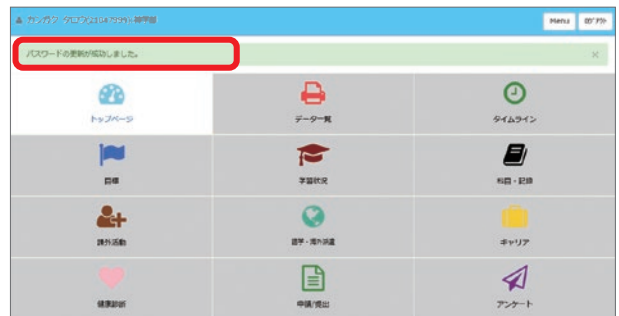 Menu ﾛｸﾞｱｳﾄ
パスワードの更新が成功しました。 ×
トップページ データ一覧 タイムライン
目標 学習状況 科目・記録
課外活動 留学・海外派遣 キャリア
健康診断 申請/提出 アンケート